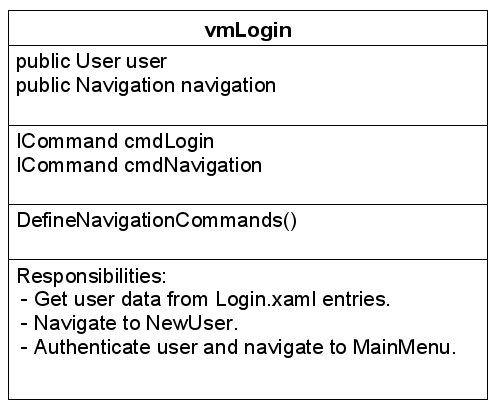 vmLogin
public User user
public Navigation navigation
ICommand cmdLogin
ICommand cmdNavigation
DefineNavigationCommands()
Responsibilities:
- Get user data from Login.xaml entries.
- Navigate to NewUser.
- Authenticate user and navigate to MainMenu.